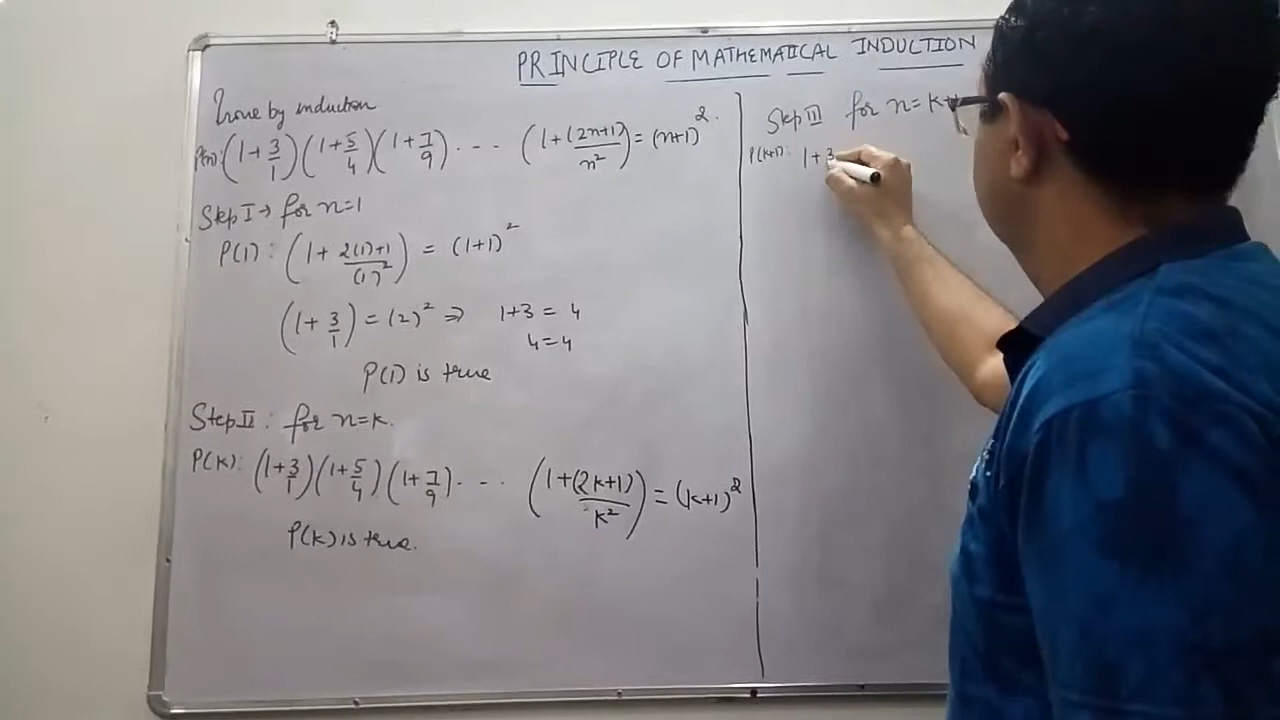 PRINCIPLE OF MATHEMATICAL INDUCTION
Prove by induction
P(n): (1+3/1)(1+5/4)(1+7/9) ... (1+(2n+1)/n²) = (n+1)².
Step I → for n=1
P(1): (1+ 2(1)+1/(1)²) = (1+1)²
(1+3/1) = (2)² ⇒ 1+3 = 4
4=4
P(1) is true
Step II: for n=k.
P(k): (1+3/1)(1+5/4)(1+7/9) ... (1+(2k+1)/k²) = (k+1)²
P(k) is true.
Step III for n=k+
P(k+1): 1+3